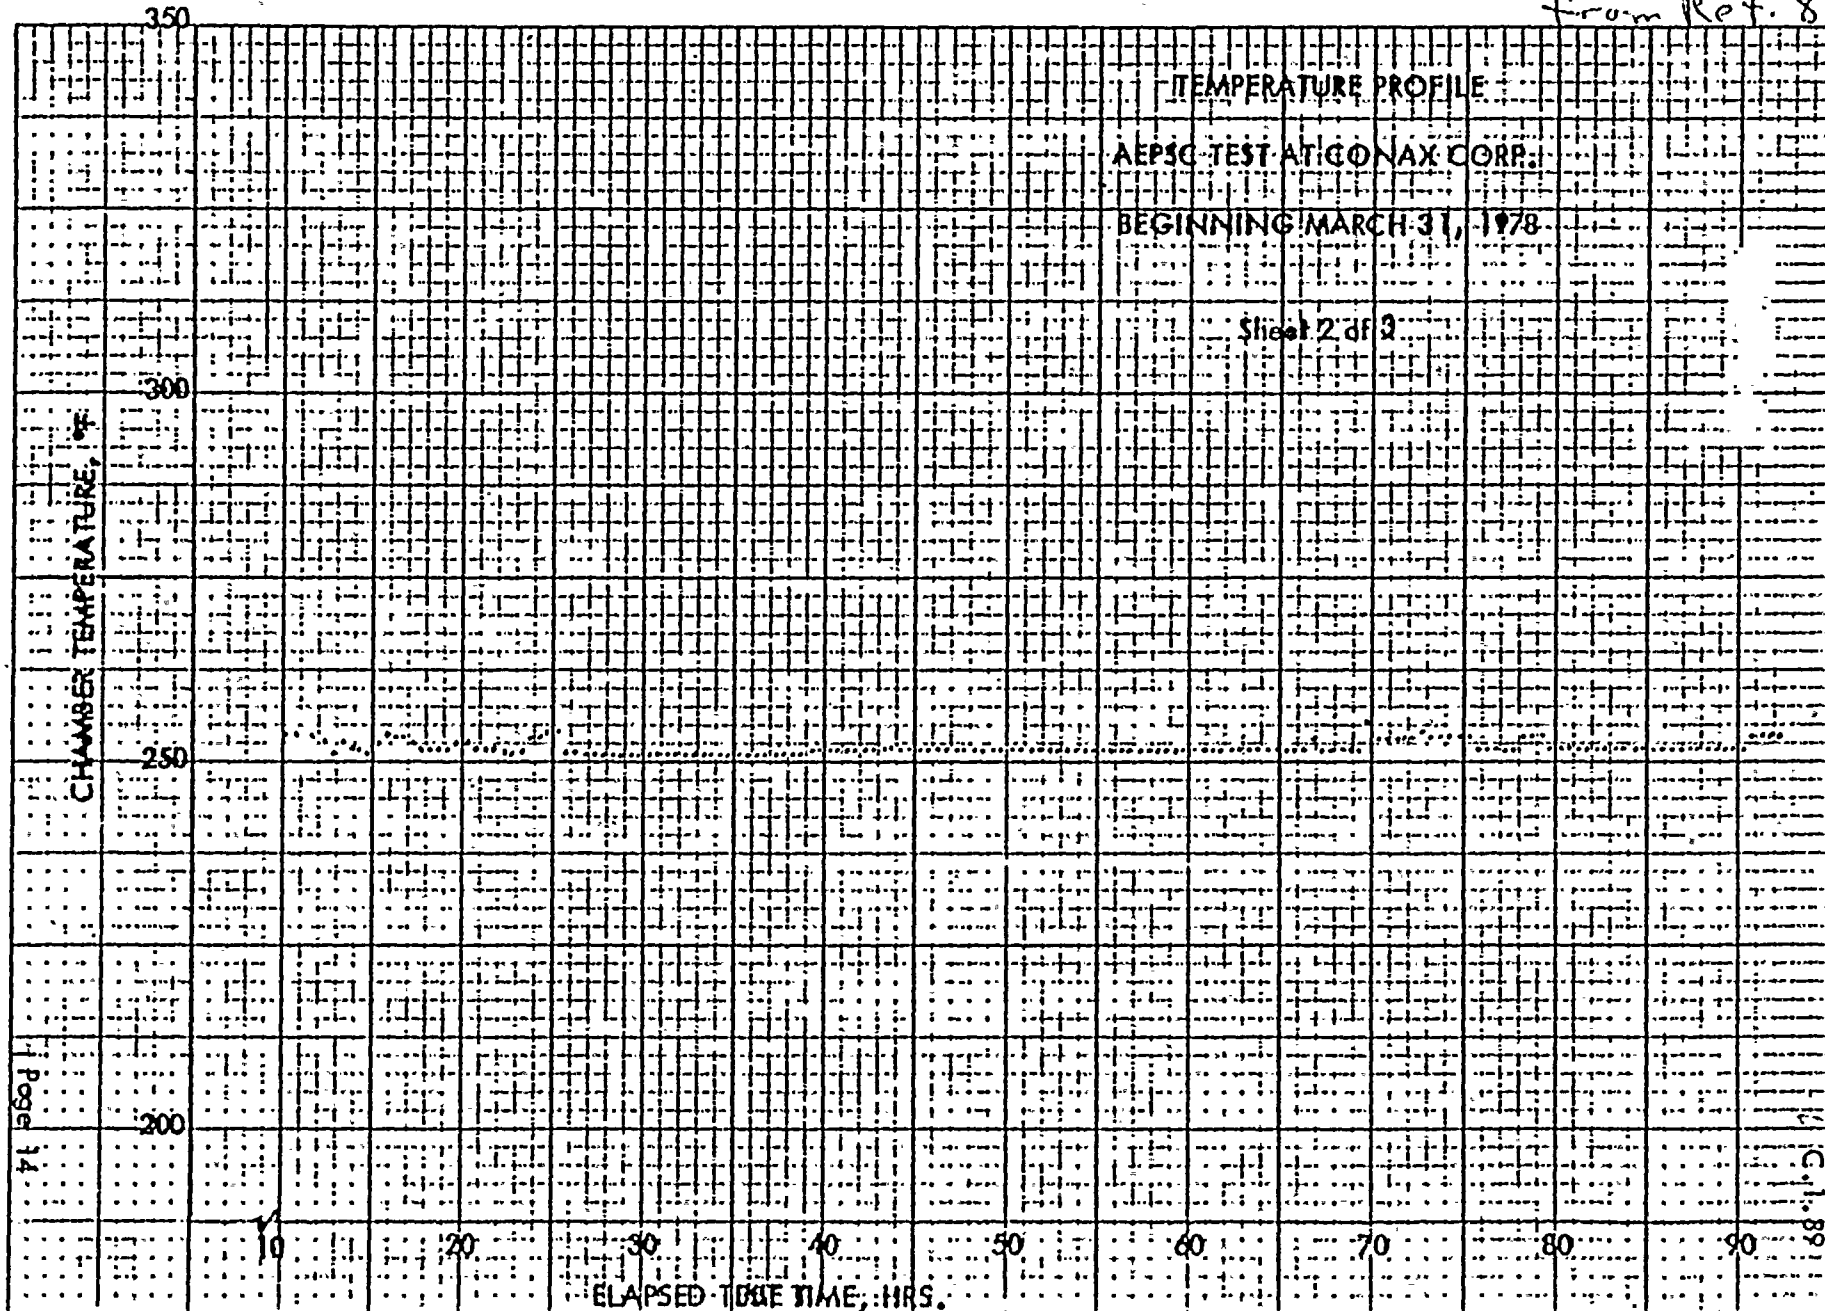 From Ref. 8
350
TEMPERATURE PROFILE
AEPSC TEST AT CONAX CORP.
BEGINNING MARCH 31, 1978
Sheet 2 of 3
300
CHAMBER TEMPERATURE, °F
250
200
Page 14
C.1.8
10 20 30 40 50 60 70 80 90
ELAPSED TIME, HRS.